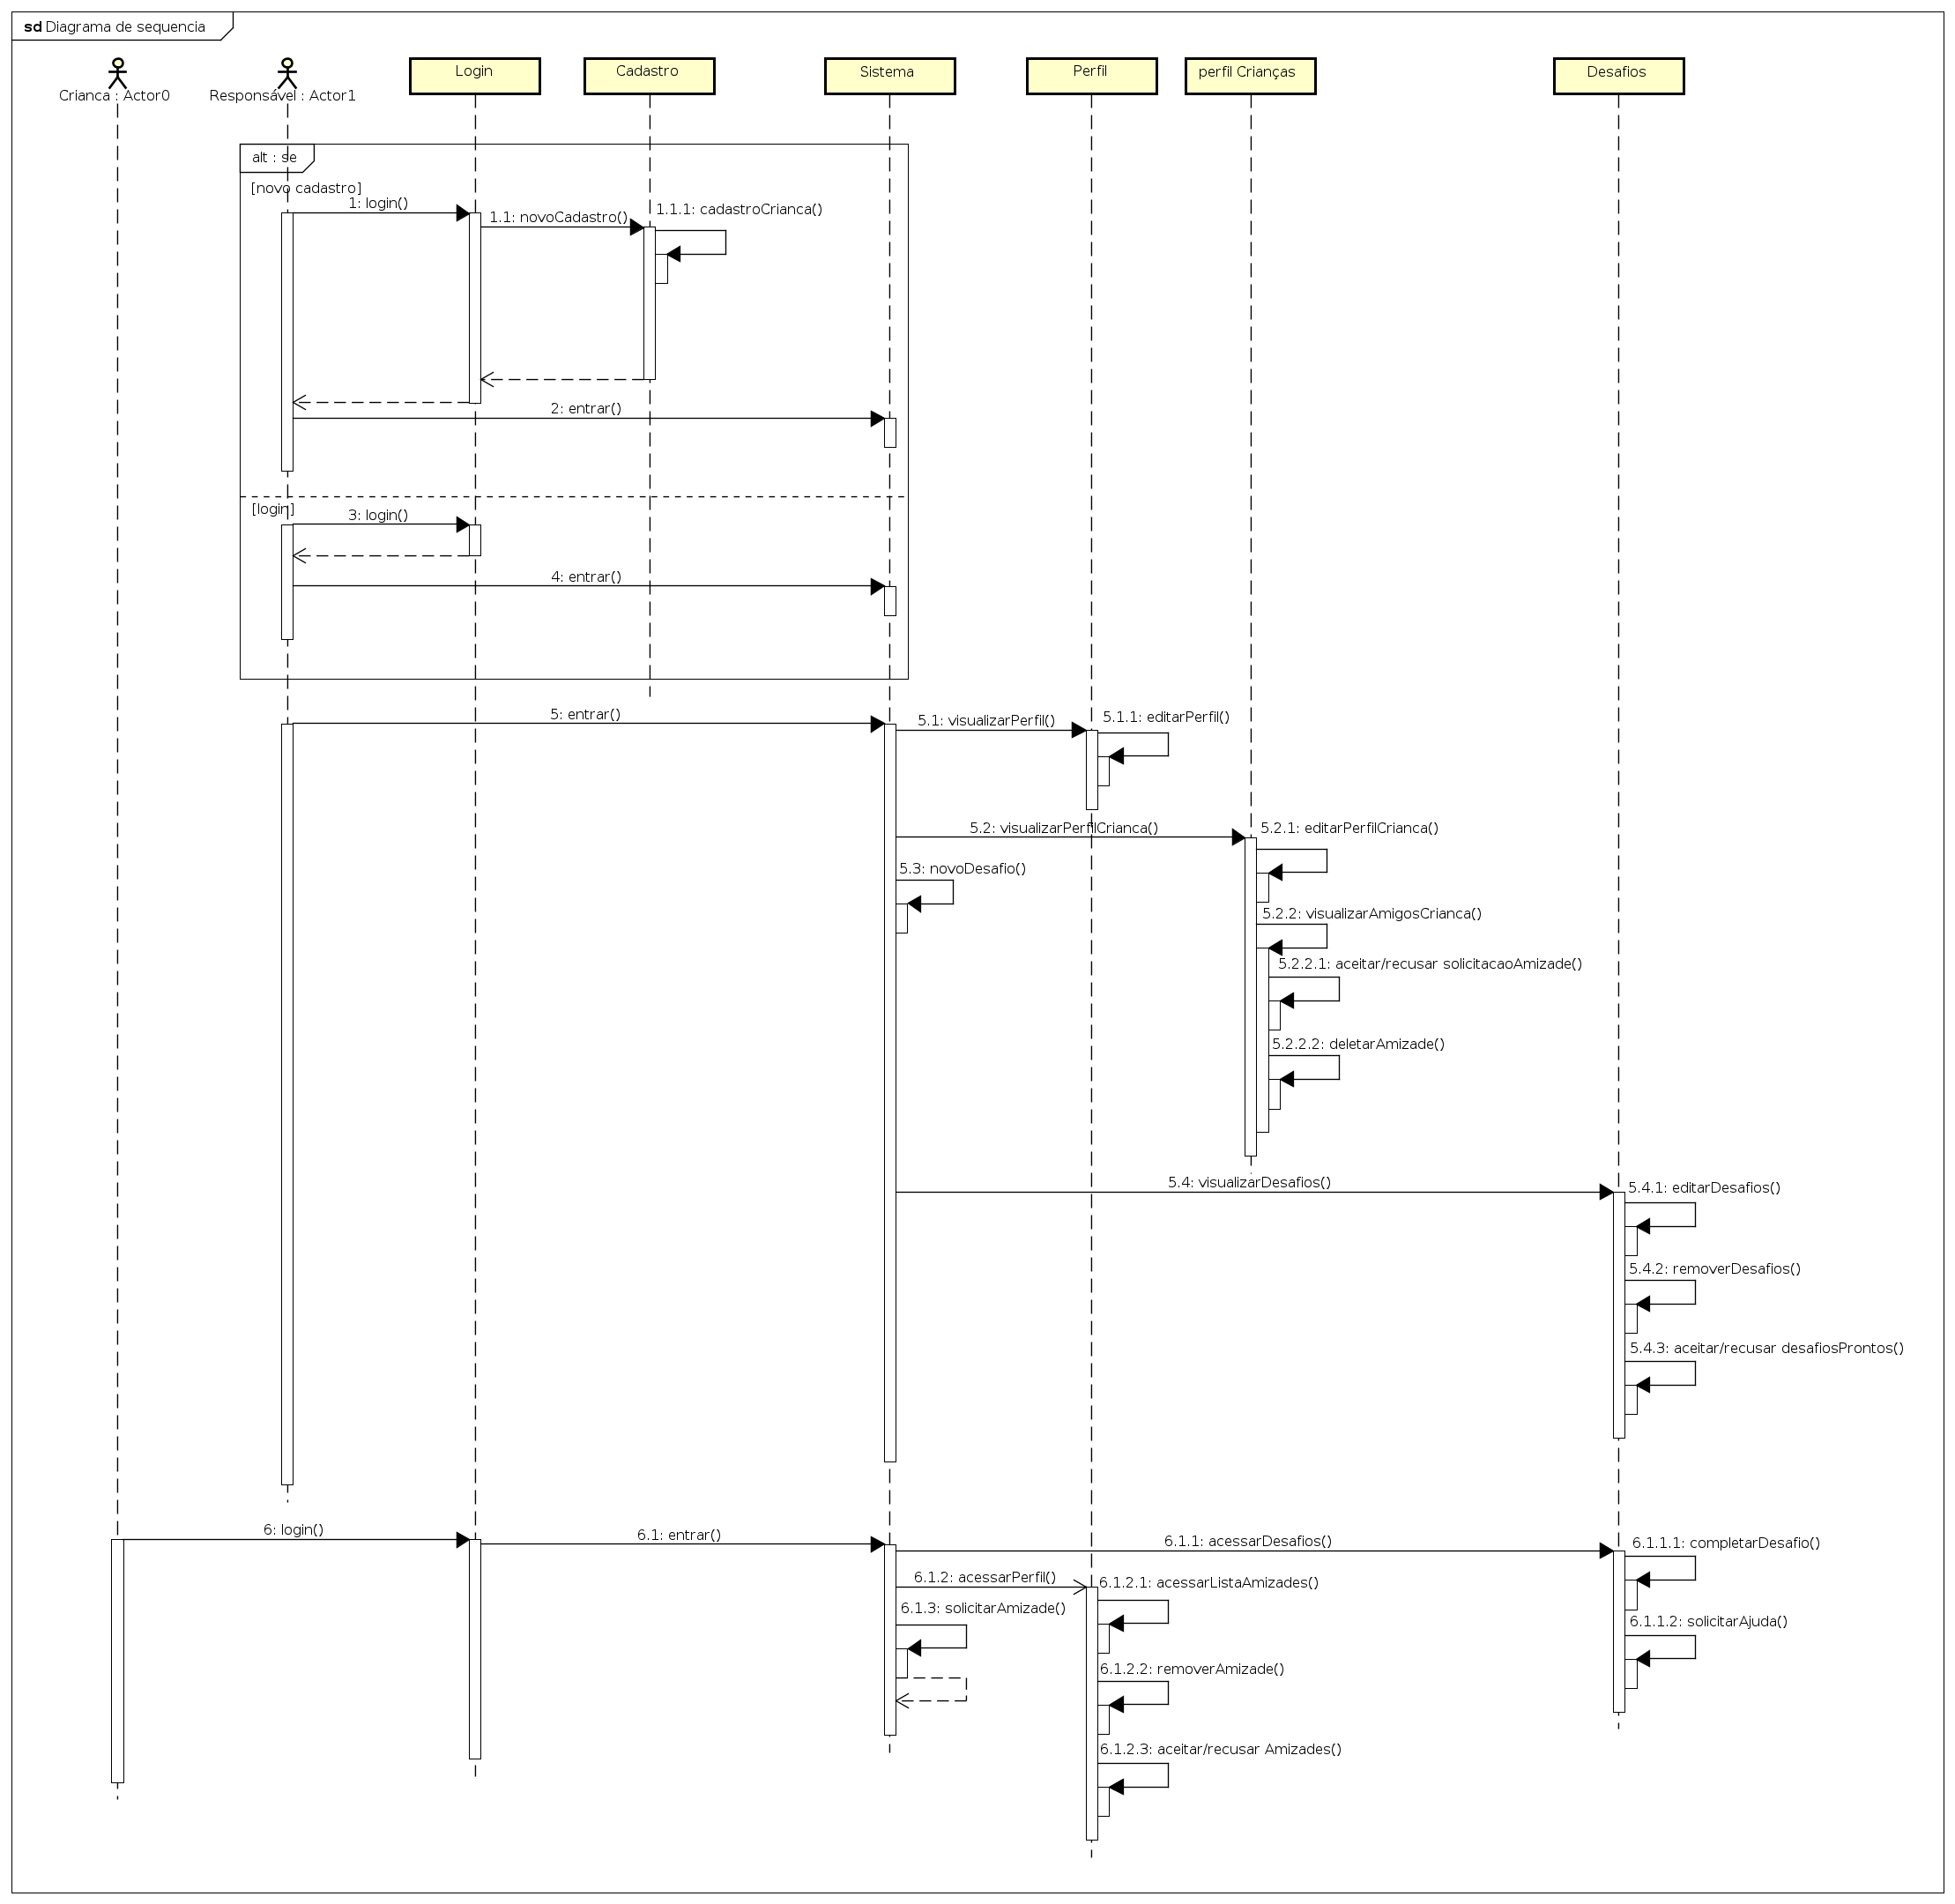 sd Diagrama de sequencia
Crianca : Actor0
Responsável : Actor1
Login
Cadastro
Sistema
Perfil
perfil Crianças
Desafios
alt : se
[novo cadastro]
1: login()
1.1: novoCadastro()
1.1.1: cadastroCrianca()
2: entrar()
[login]
3: login()
4: entrar()
5: entrar()
5.1: visualizarPerfil()
5.1.1: editarPerfil()
5.2: visualizarPerfilCrianca()
5.2.1: editarPerfilCrianca()
5.3: novoDesafio()
5.2.2: visualizarAmigosCrianca()
5.2.2.1: aceitar/recusar solicitacaoAmizade()
5.2.2.2: deletarAmizade()
5.4: visualizarDesafios()
5.4.1: editarDesafios()
5.4.2: removerDesafios()
5.4.3: aceitar/recusar desafiosProntos()
6: login()
6.1: entrar()
6.1.1: acessarDesafios()
6.1.1.1: completarDesafio()
6.1.2: acessarPerfil()
6.1.2.1: acessarListaAmizades()
6.1.3: solicitarAmizade()
6.1.1.2: solicitarAjuda()
6.1.2.2: removerAmizade()
6.1.2.3: aceitar/recusar Amizades()